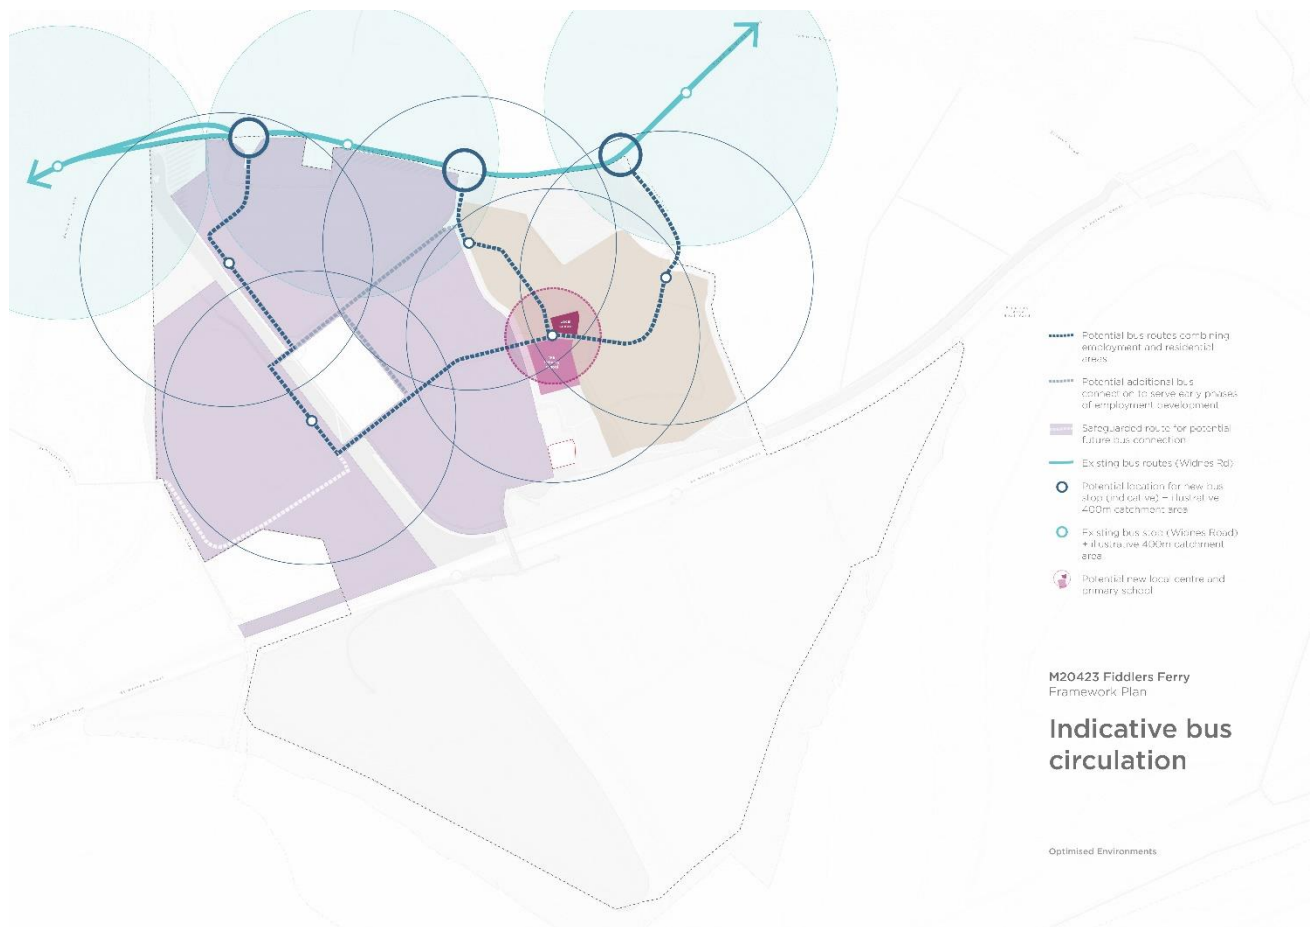 Potential bus routes combining
employment and residential
areas
Potential additional bus
connection to serve early phases
of employment development
Safeguarded route for potential
future bus connection
Existing bus routes (Widnes Rd)
Potential location for new bus
stop (indicative) + illustrative
400m catchment area
Existing bus stop (Widnes Road)
+ illustrative 400m catchment
area
Potential new local centre and
primary school
M20423 Fiddlers Ferry
Framework Plan
Indicative bus
circulation
Optimised Environments